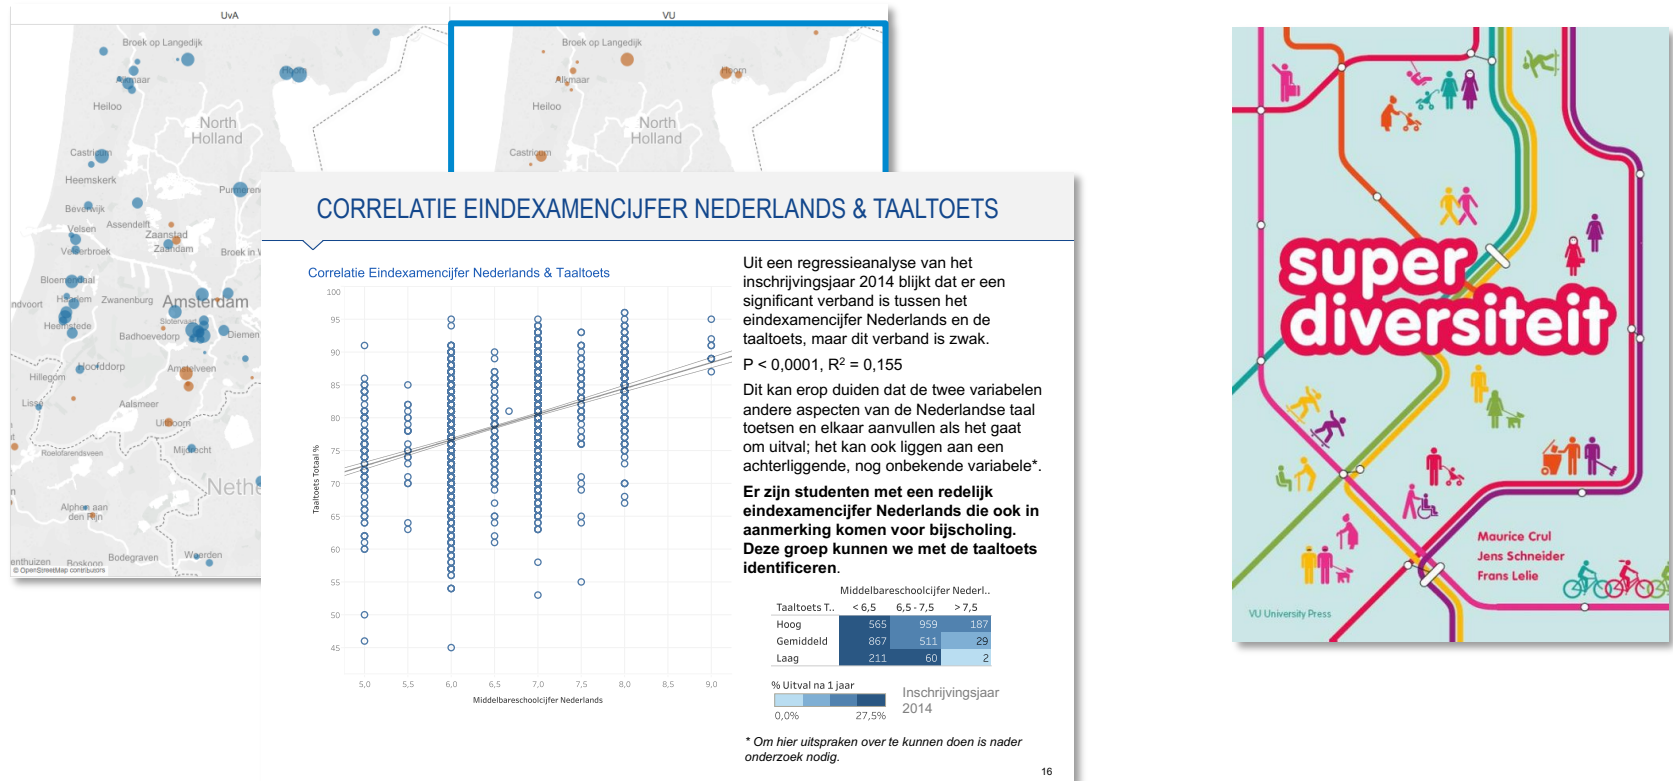 UvA
VU
Broek op Langedijk
Alkmaar
Hoorn
Heiloo
North
Holland
Castricum
Heemskerk
Purmeren
Beverwijk
Assendelft
Velsen
Zaanstad
Velserbroek
Zaandam
Broek in W
Bloemendaal
ndvoort
Haarlem
Zwanenburg
Amsterdam
Slotervaart
Heemstede
Badhoevedorp
Diemen
Hoofddorp
Amstelveen
Hillegom
Lisse
Aalsmeer
Uithoorn
Roelofarendsveen
Mijdrecht
Nethe
Alphen aan
den Rijn
Bodegraven
Woerden
enthuizen
Boskoop
© OpenStreetMap contributors
Broek op Langedijk
Alkmaar
Hoorn
Heiloo
North
Holland
Castricum
CORRELATIE EINDEXAMENCIJFER NEDERLANDS & TAALTOETS
Correlatie Eindexamencijfer Nederlands & Taaltoets
100
95
90
85
80
75
70
65
60
55
50
45
Taaltoets Totaal %
5,0 5,5 6,0 6,5 7,0 7,5 8,0 8,5 9,0
Middelbareschoolcijfer Nederlands
Uit een regressieanalyse van het
inschrijvingsjaar 2014 blijkt dat er een
significant verband is tussen het
eindexamencijfer Nederlands en de
taaltoets, maar dit verband is zwak.
P < 0,0001, R² = 0,155
Dit kan erop duiden dat de twee variabelen
andere aspecten van de Nederlandse taal
toetsen en elkaar aanvullen als het gaat
om uitval; het kan ook liggen aan een
achterliggende, nog onbekende variabele*.
Er zijn studenten met een redelijk
eindexamencijfer Nederlands die ook in
aanmerking komen voor bijscholing.
Deze groep kunnen we met de taaltoets
identificeren.
Middelbareschoolcijfer Nederl..
Taaltoets T.. < 6,5 6,5 - 7,5 > 7,5
Hoog 565 959 187
Gemiddeld 867 511 29
Laag 211 60 2
% Uitval na 1 jaar
0,0% 27,5%
Inschrijvingsjaar
2014
* Om hier uitspraken over te kunnen doen is nader
onderzoek nodig.
16
super
diversiteit
Maurice Crul
Jens Schneider
Frans Lelie
VU University Press